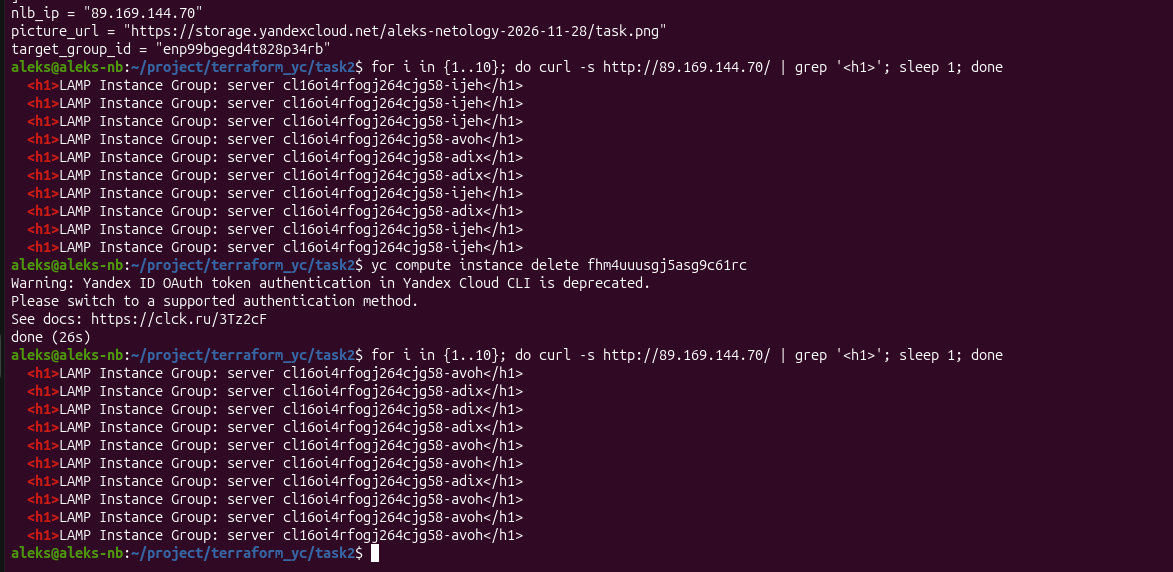 nlb_ip = "89.169.144.70"
picture_url = "https://storage.yandexcloud.net/aleks-netology-2026-11-28/task.png"
target_group_id = "enp99bgegd4t828p34rb"
aleks@aleks-nb:~/project/terraform_yc/task2$ for i in {1..10}; do curl -s http://89.169.144.70/ | grep '<h1>'; sleep 1; done
  <h1>LAMP Instance Group: server cl16oi4rfogj264cjg58-ijeh</h1>
  <h1>LAMP Instance Group: server cl16oi4rfogj264cjg58-ijeh</h1>
  <h1>LAMP Instance Group: server cl16oi4rfogj264cjg58-ijeh</h1>
  <h1>LAMP Instance Group: server cl16oi4rfogj264cjg58-avoh</h1>
  <h1>LAMP Instance Group: server cl16oi4rfogj264cjg58-adix</h1>
  <h1>LAMP Instance Group: server cl16oi4rfogj264cjg58-adix</h1>
  <h1>LAMP Instance Group: server cl16oi4rfogj264cjg58-ijeh</h1>
  <h1>LAMP Instance Group: server cl16oi4rfogj264cjg58-adix</h1>
  <h1>LAMP Instance Group: server cl16oi4rfogj264cjg58-ijeh</h1>
  <h1>LAMP Instance Group: server cl16oi4rfogj264cjg58-ijeh</h1>
aleks@aleks-nb:~/project/terraform_yc/task2$ yc compute instance delete fhm4uuusgj5asg9c61rc
Warning: Yandex ID OAuth token authentication in Yandex Cloud CLI is deprecated.
Please switch to a supported authentication method.
See docs: https://clck.ru/3Tz2cF
done (26s)
aleks@aleks-nb:~/project/terraform_yc/task2$ for i in {1..10}; do curl -s http://89.169.144.70/ | grep '<h1>'; sleep 1; done
  <h1>LAMP Instance Group: server cl16oi4rfogj264cjg58-avoh</h1>
  <h1>LAMP Instance Group: server cl16oi4rfogj264cjg58-adix</h1>
  <h1>LAMP Instance Group: server cl16oi4rfogj264cjg58-adix</h1>
  <h1>LAMP Instance Group: server cl16oi4rfogj264cjg58-adix</h1>
  <h1>LAMP Instance Group: server cl16oi4rfogj264cjg58-avoh</h1>
  <h1>LAMP Instance Group: server cl16oi4rfogj264cjg58-avoh</h1>
  <h1>LAMP Instance Group: server cl16oi4rfogj264cjg58-adix</h1>
  <h1>LAMP Instance Group: server cl16oi4rfogj264cjg58-avoh</h1>
  <h1>LAMP Instance Group: server cl16oi4rfogj264cjg58-avoh</h1>
  <h1>LAMP Instance Group: server cl16oi4rfogj264cjg58-avoh</h1>
aleks@aleks-nb:~/project/terraform_yc/task2$